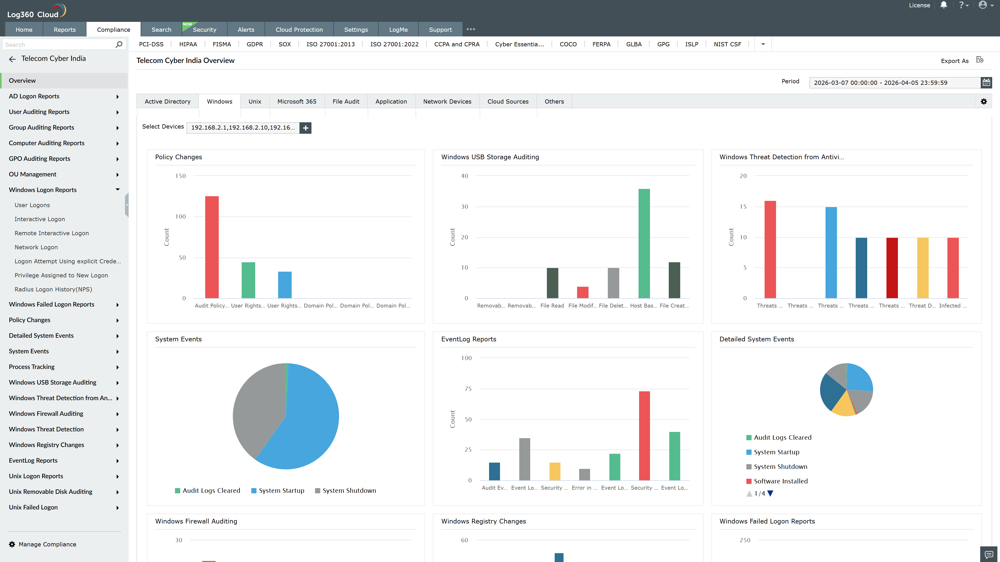 Log360 Cloud
License
?
Home
Reports
Compliance
Search
NEW
Security
Alerts
Cloud Protection
Settings
LogMe
Support
Search
PCI-DSS
HIPAA
FISMA
GDPR
SOX
ISO 27001:2013
ISO 27001:2022
CCPA and CPRA
Cyber Essentia...
COCO
FERPA
GLBA
GPG
ISLP
NIST CSF
Telecom Cyber India
Overview
AD Logon Reports
User Auditing Reports
Group Auditing Reports
Computer Auditing Reports
GPO Auditing Reports
OU Management
Windows Logon Reports
User Logons
Interactive Logon
Remote Interactive Logon
Network Logon
Logon Attempt Using explicit Crede...
Privilege Assigned to New Logon
Radius Logon History(NPS)
Windows Failed Logon Reports
Policy Changes
Detailed System Events
System Events
Process Tracking
Windows USB Storage Auditing
Windows Threat Detection from An...
Windows Firewall Auditing
Windows Threat Detection
Windows Registry Changes
EventLog Reports
Unix Logon Reports
Unix Removable Disk Auditing
Unix Failed Logon
Manage Compliance
Telecom Cyber India Overview
Export As
Period
2026-03-07 00:00:00 - 2026-04-05 23:59:59
Active Directory
Windows
Unix
Microsoft 365
File Audit
Application
Network Devices
Cloud Sources
Others
Select Devices
192.168.2.1,192.168.2.10,192.16...
Policy Changes
150
100
50
0
Count
Audit Policy... User Rights... User Rights... Domain Pol... Domain Pol... Domain Pol...
Windows USB Storage Auditing
40
30
20
10
0
Count
Removab... Removab... File Read File Modif... File Delet... Host Bas... File Creat...
Windows Threat Detection from Antivi...
20
15
10
5
0
Count
Threats ... Threats ... Threats ... Threats ... Threats ... Threat D... Infected ...
System Events
Audit Logs Cleared
System Startup
System Shutdown
EventLog Reports
100
75
50
25
0
Count
Audit Ev... Event Lo... Security ... Error in ... Event Lo... Security ... Event Lo...
Detailed System Events
Audit Logs Cleared
System Startup
System Shutdown
Software Installed
1/4
Windows Firewall Auditing
30
Windows Registry Changes
60
Windows Failed Logon Reports
250